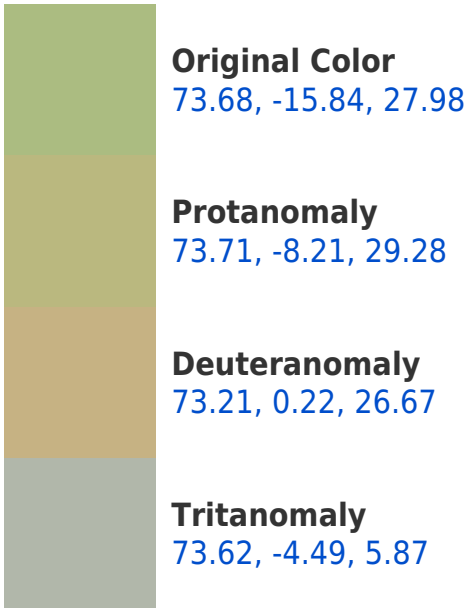 Original Color
73.68, -15.84, 27.98
Protanomaly
73.71, -8.21, 29.28
Deuteranomaly
73.21, 0.22, 26.67
Tritanomaly
73.62, -4.49, 5.87